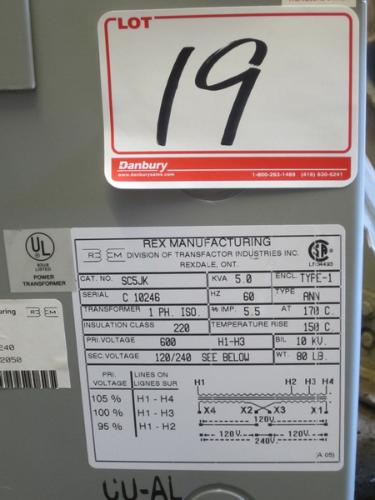 LOT
19
Danbury
www.danburysales.com 1-800-263-1469 (416) 630-5241
UL
LISTED
POWER
TRANSFORMER
REX MANUFACTURING
DIVISION OF TRANSFACTOR INDUSTRIES INC.
REXDALE, ONT.
CAT. NO. SC5JK KVA 5.0 ENCL. TYPE-1
SERIAL C 10246 HZ 60 TYPE ANN
TRANSFORMER 1 PH. ISO. % IMP. 5.5 AT 170 C.
INSULATION CLASS 220 TEMPERATURE RISE 150 C.
PRI.VOLTAGE 600 H1-H3 BIL 10 KV.
SEC.VOLTAGE 120/240 SEE BELOW WT. 80 LB.
PRI. VOLTAGE LINES ON LIGNES SUR
105 % H1 - H4
100 % H1 - H3
95 % H1 - H2
H1 H2 H3 H4
X4 X2 X3 X1
120V.
120V. 120V.
240V.
(A 05)
CU-AL
240
2050